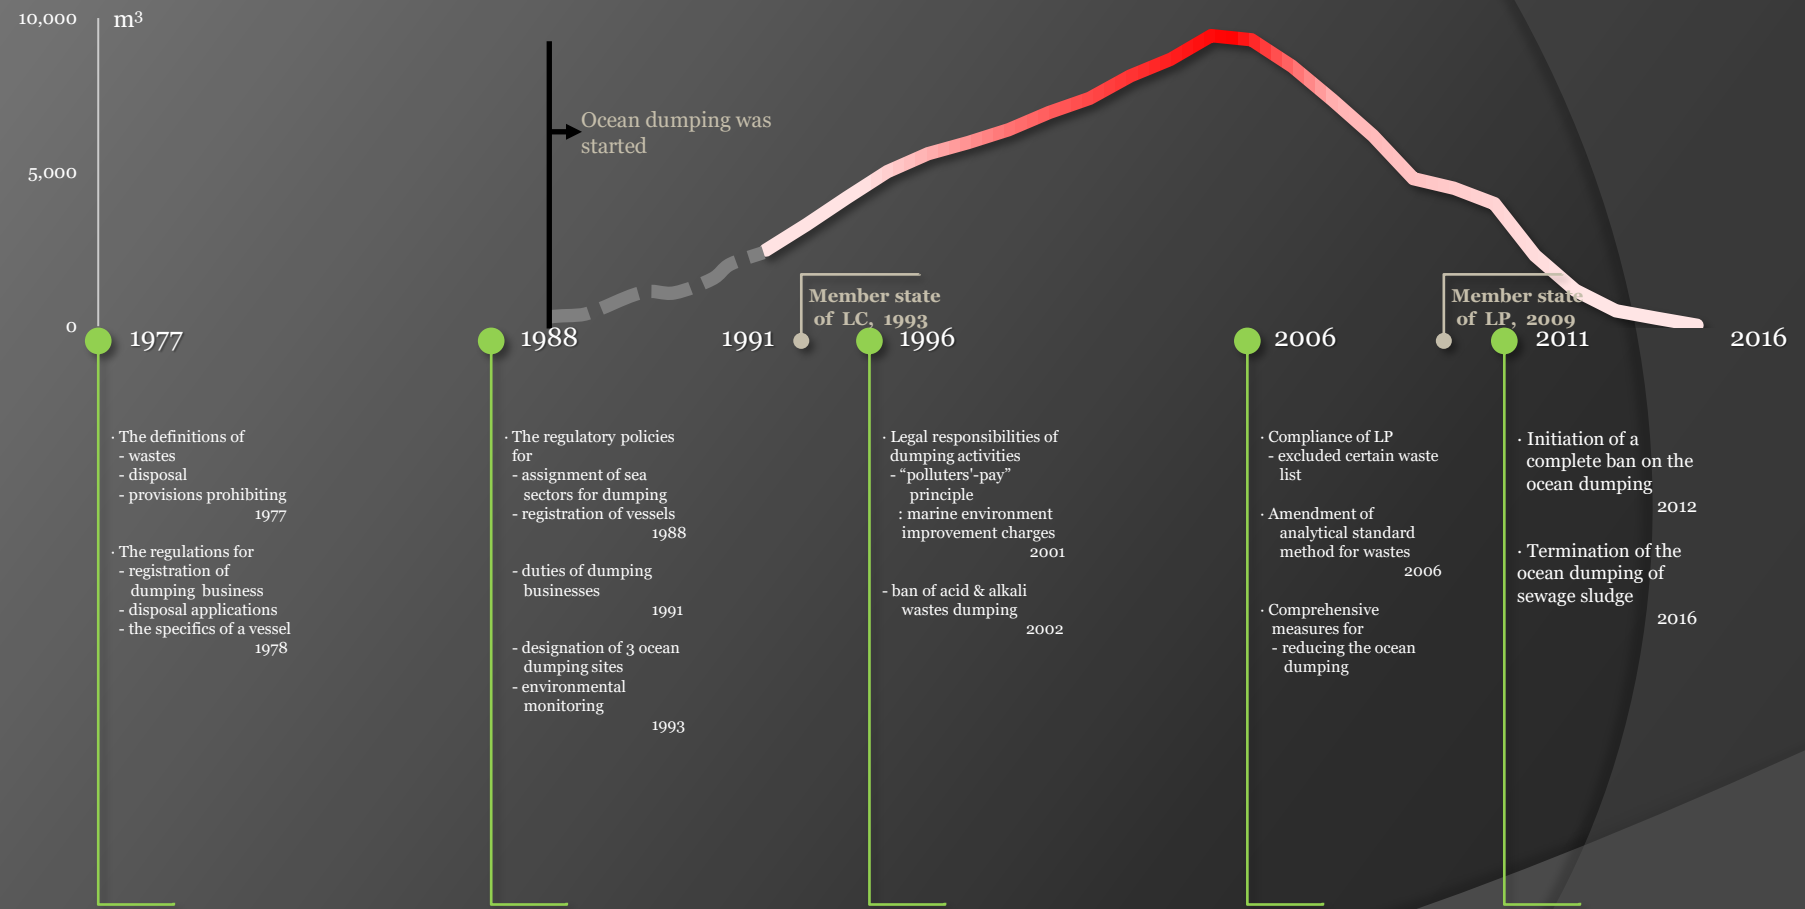 10,000
m³
5,000
0
Ocean dumping was
started
Member state
of LC, 1993
Member state
of LP, 2009
1977
1988
1991
1996
2006
2011
2016
· The definitions of
- wastes
- disposal
- provisions prohibiting
1977
· The regulations for
- registration of
dumping business
- disposal applications
- the specifics of a vessel
1978
· The regulatory policies
for
- assignment of sea
sectors for dumping
- registration of vessels
1988
- duties of dumping
businesses
1991
- designation of 3 ocean
dumping sites
- environmental
monitoring
1993
· Legal responsibilities of
dumping activities
- “polluters'-pay”
principle
: marine environment
improvement charges
2001
- ban of acid & alkali
wastes dumping
2002
· Compliance of LP
- excluded certain waste
list
· Amendment of
analytical standard
method for wastes
2006
· Comprehensive
measures for
- reducing the ocean
dumping
· Initiation of a
complete ban on the
ocean dumping
2012
· Termination of the
ocean dumping of
sewage sludge
2016